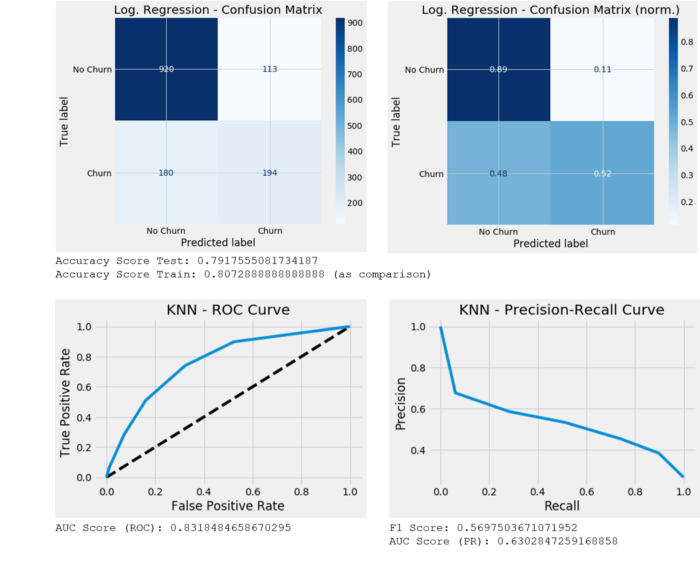 Log. Regression - Confusion Matrix
900
800
700
600
500
400
300
200
No Churn
Churn
True label
920
113
180
194
No Churn
Churn
Predicted label
Log. Regression - Confusion Matrix (norm.)
0.8
0.7
0.6
0.5
0.4
0.3
0.2
No Churn
Churn
True label
0.89
0.11
0.48
0.52
No Churn
Churn
Predicted label
Accuracy Score Test: 0.7917555081734187
Accuracy Score Train: 0.8072888888888888 (as comparison)
KNN - ROC Curve
True Positive Rate
1.0
0.8
0.6
0.4
0.2
0.0
0.0 0.2 0.4 0.6 0.8 1.0
False Positive Rate
AUC Score (ROC): 0.8318484658670295
KNN - Precision-Recall Curve
Precision
1.0
0.8
0.6
0.4
0.0 0.2 0.4 0.6 0.8 1.0
Recall
F1 Score: 0.5697503671071952
AUC Score (PR): 0.6302847259168858